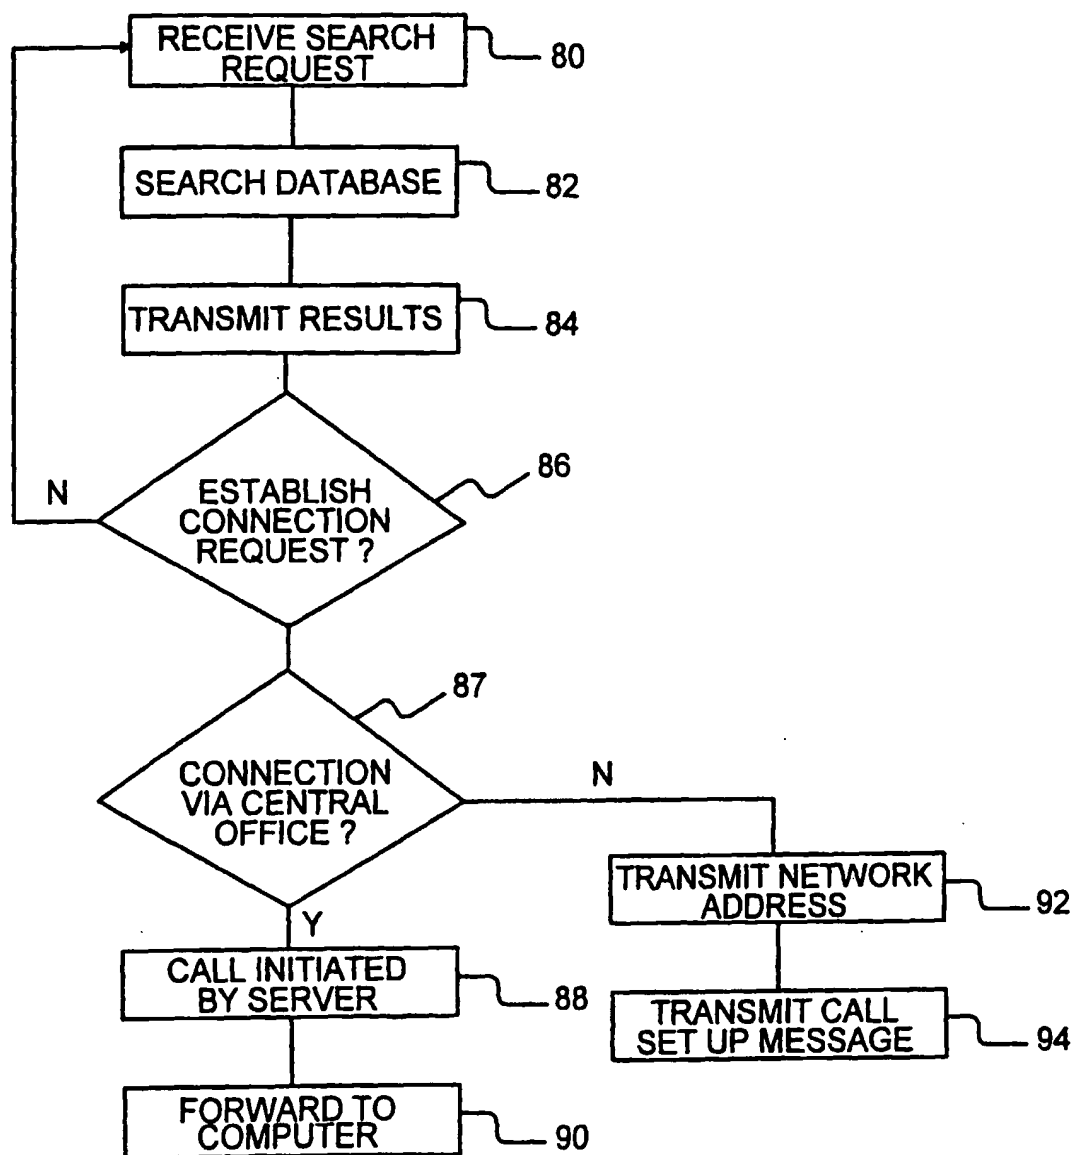 RECEIVE SEARCH
REQUEST
80
SEARCH DATABASE
82
TRANSMIT RESULTS
84
86
N
ESTABLISH
CONNECTION
REQUEST ?
87
CONNECTION
VIA CENTRAL
OFFICE ?
N
TRANSMIT NETWORK
ADDRESS
92
Y
CALL INITIATED
BY SERVER
88
TRANSMIT CALL
SET UP MESSAGE
94
FORWARD TO
COMPUTER
90